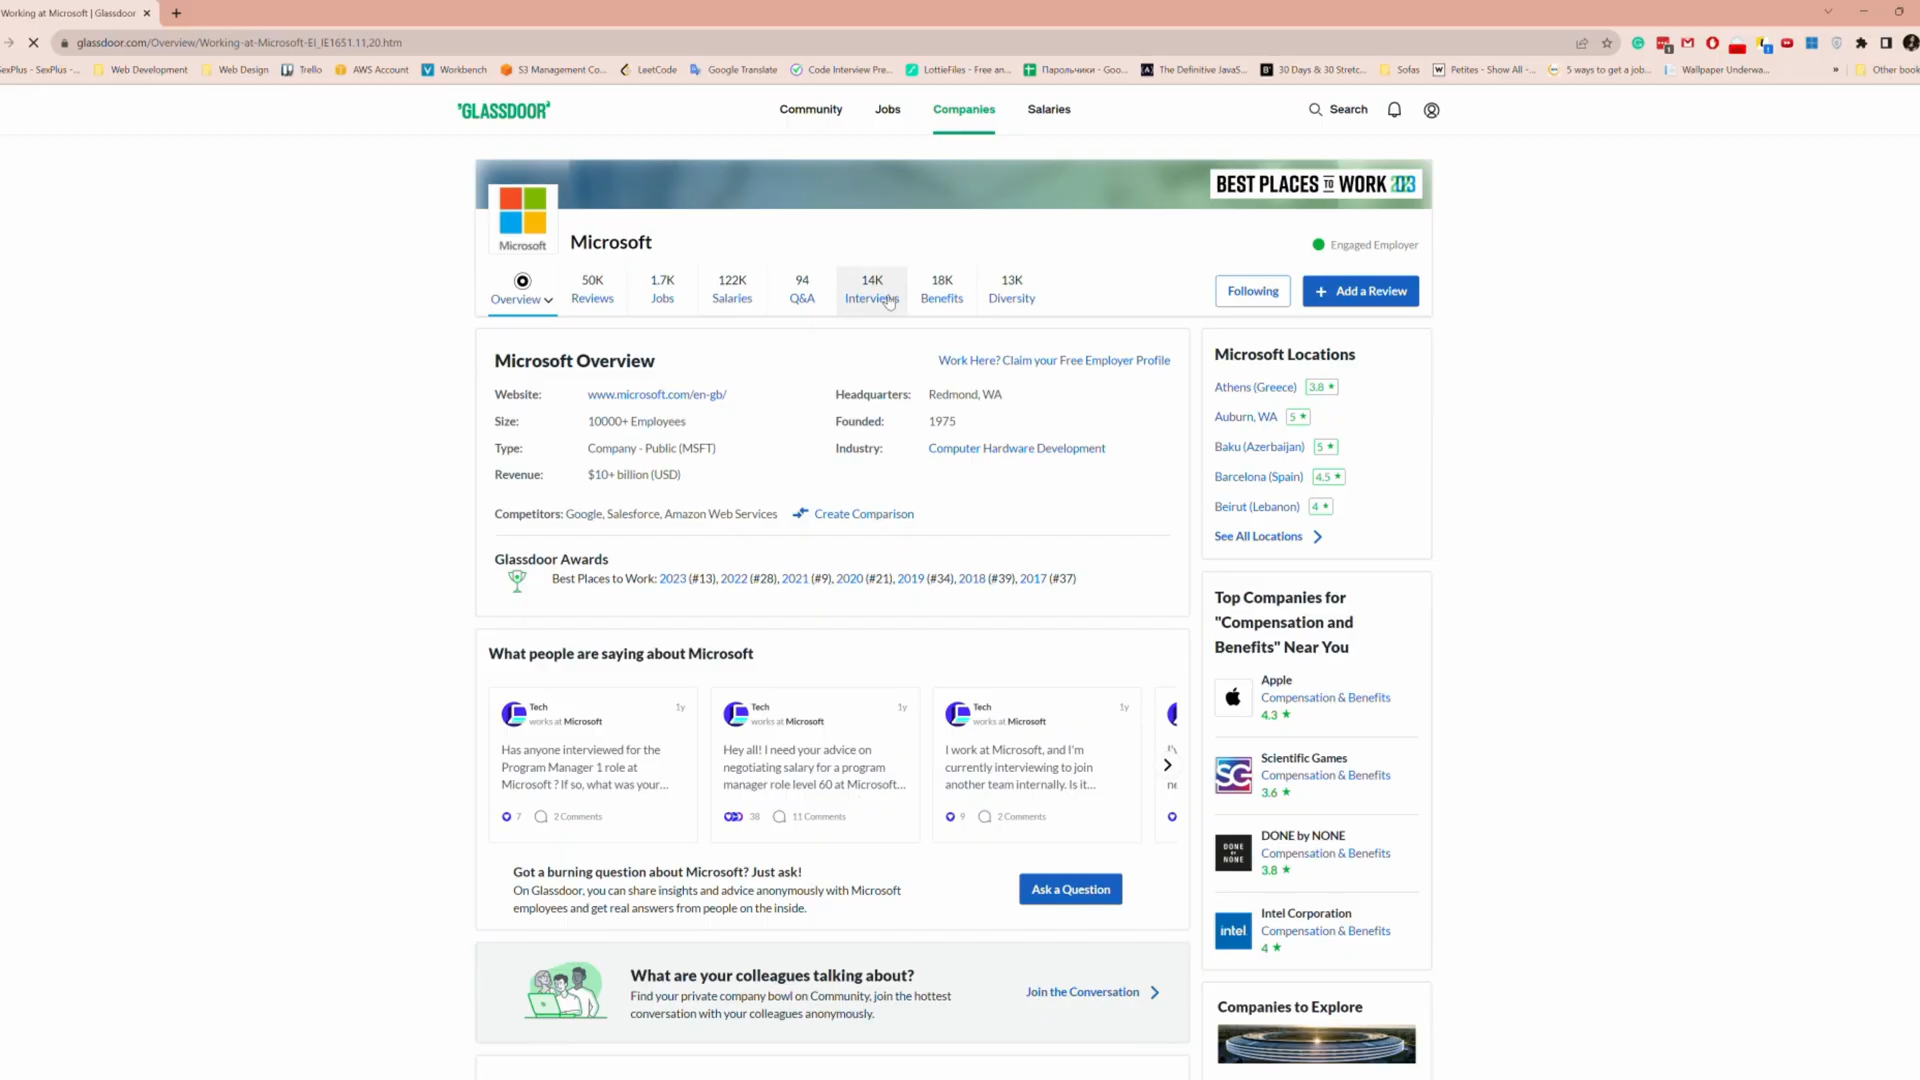 Working at Microsoft | Glassdoor
glassdoor.com/Overview/Working-at-Microsoft-EI_IE1651.11,20.htm
Web Development
Web Design
Trello
AWS Account
Workbench
S3 Management Co...
LeetCode
Google Translate
Code Interview Pre...
LottieFiles - Free an...
Парольчики - Goo...
The Definitive JavaS...
30 Days & 30 Stretc...
Sofas
Petites - Show All -...
5 ways to get a job...
Wallpaper Underwa...
»
Other book
GLASSDOOR
Community
Jobs
Companies
Salaries
Search
BEST PLACES TO WORK 2023
Microsoft
Microsoft
Engaged Employer
Overview
50K
Reviews
1.7K
Jobs
122K
Salaries
94
Q&A
14K
Interviews
18K
Benefits
13K
Diversity
Following
+ Add a Review
Microsoft Overview
Work Here? Claim your Free Employer Profile
Website: www.microsoft.com/en-gb/
Headquarters: Redmond, WA
Size: 10000+ Employees
Founded: 1975
Type: Company - Public (MSFT)
Industry: Computer Hardware Development
Revenue: $10+ billion (USD)
Competitors: Google, Salesforce, Amazon Web Services
Create Comparison
Glassdoor Awards
Best Places to Work: 2023 (#13), 2022 (#28), 2021 (#9), 2020 (#21), 2019 (#34), 2018 (#39), 2017 (#37)
What people are saying about Microsoft
Tech
works at Microsoft
1y
Has anyone interviewed for the
Program Manager 1 role at
Microsoft ? If so, what was your...
7
2 Comments
Tech
works at Microsoft
1y
Hey all! I need your advice on
negotiating salary for a program
manager role level 60 at Microsoft...
38
11 Comments
Tech
works at Microsoft
1y
I work at Microsoft, and I'm
currently interviewing to join
another team internally. Is it...
9
2 Comments
Got a burning question about Microsoft? Just ask!
On Glassdoor, you can share insights and advice anonymously with Microsoft
employees and get real answers from people on the inside.
Ask a Question
What are your colleagues talking about?
Find your private company bowl on Community, join the hottest
conversation with your colleagues anonymously.
Join the Conversation
Microsoft Locations
Athens (Greece) 3.8 ★
Auburn, WA 5 ★
Baku (Azerbaijan) 5 ★
Barcelona (Spain) 4.5 ★
Beirut (Lebanon) 4 ★
See All Locations
Top Companies for
"Compensation and
Benefits" Near You
Apple
Compensation & Benefits
4.3 ★
SG
Scientific Games
Compensation & Benefits
3.6 ★
DONE
BY
NONE
DONE by NONE
Compensation & Benefits
3.8 ★
intel
Intel Corporation
Compensation & Benefits
4 ★
Companies to Explore